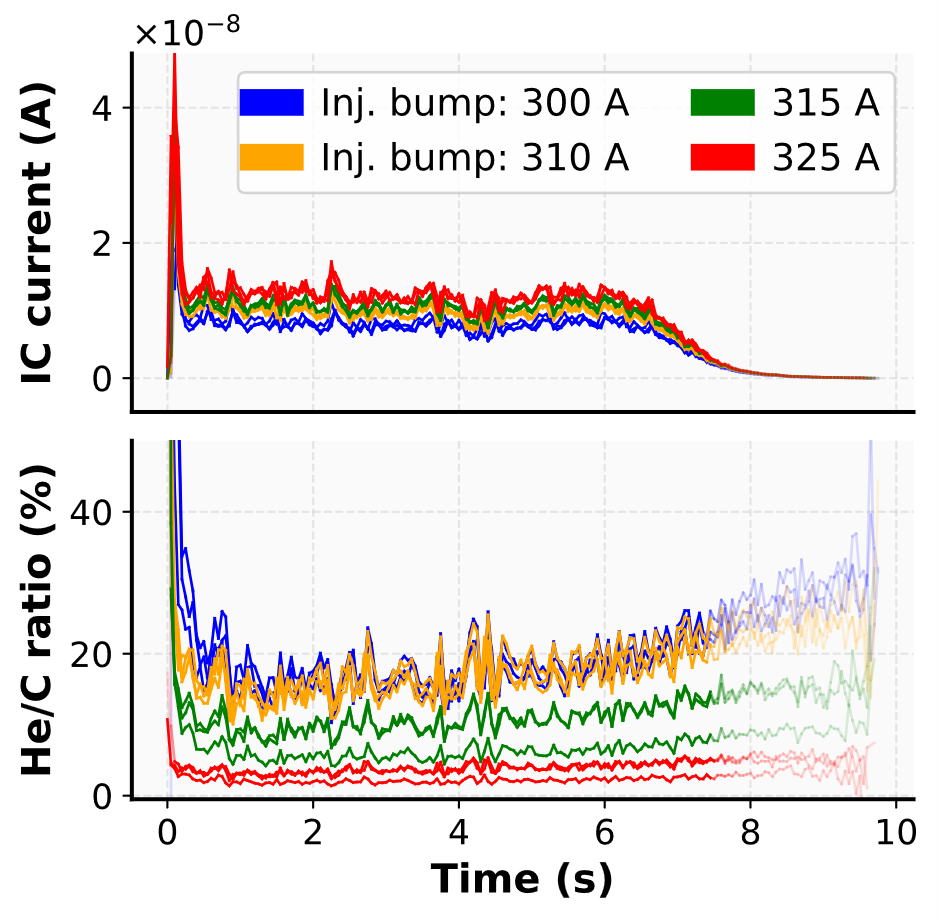 ×10⁻⁸
IC current (A)
4
2
0
Inj. bump: 300 A
Inj. bump: 310 A
315 A
325 A
He/C ratio (%)
40
20
0
0 2 4 6 8 10
Time (s)